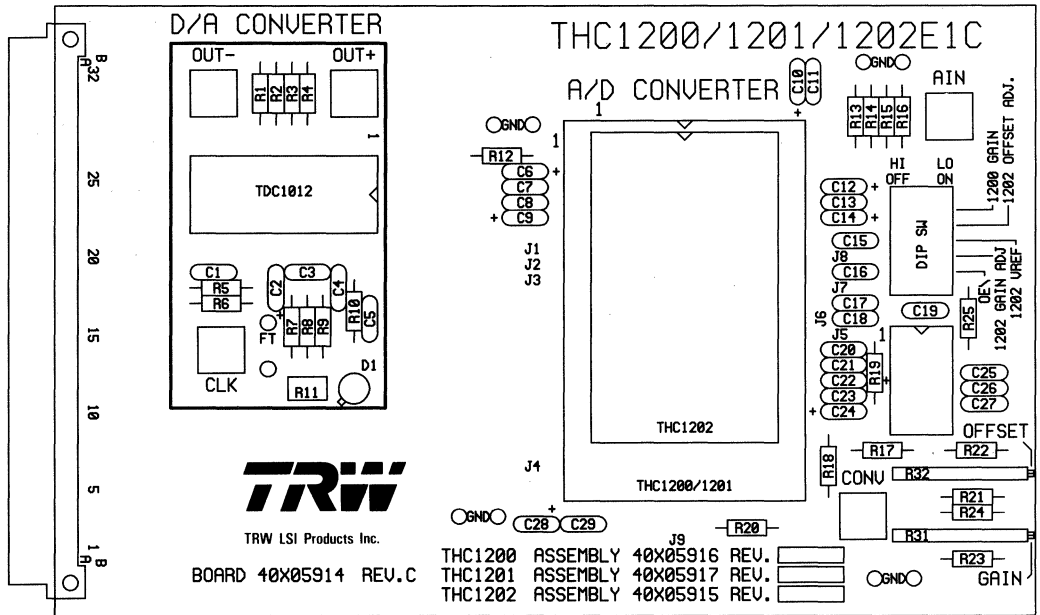 D/A CONVERTER
THC1200/1201/1202E1C
OUT-
OUT+
R1
R2
R3
R4
1
TDC1012
C1
R5
R6
C2
C3
C4
+
R7
R8
R9
R10
C5
FT
CLK
R11
D1
B
A
32
25
20
15
10
5
1
A
B
A/D CONVERTER
C10
C11
+
1
1
GND
R12
C6 +
C7
C8
+ C9
J1
J2
J3
J4
THC1202
THC1200/1201
GND
AIN
R13
R14
R15
R16
HI LO
OFF ON
DIP SW
1200 GAIN
1202 OFFSET ADJ.
OE\
1202 GAIN ADJ
1202 VREF
C12 +
C13
C14 +
C15
J8
C16
J7
C17
C18
J6
J5
C19
R25
1
C20
C21
C22
C23
+ C24
R19
+
C25
C26
C27
OFFSET
R17
R22
R18
CONV
R32
R21
R24
R31
R23
GAIN
GND
TRW
TRW LSI Products Inc.
GND
+
C28
C29
R20
J9
BOARD 40X05914 REV.C
THC1200 ASSEMBLY 40X05916 REV.
THC1201 ASSEMBLY 40X05917 REV.
THC1202 ASSEMBLY 40X05915 REV.